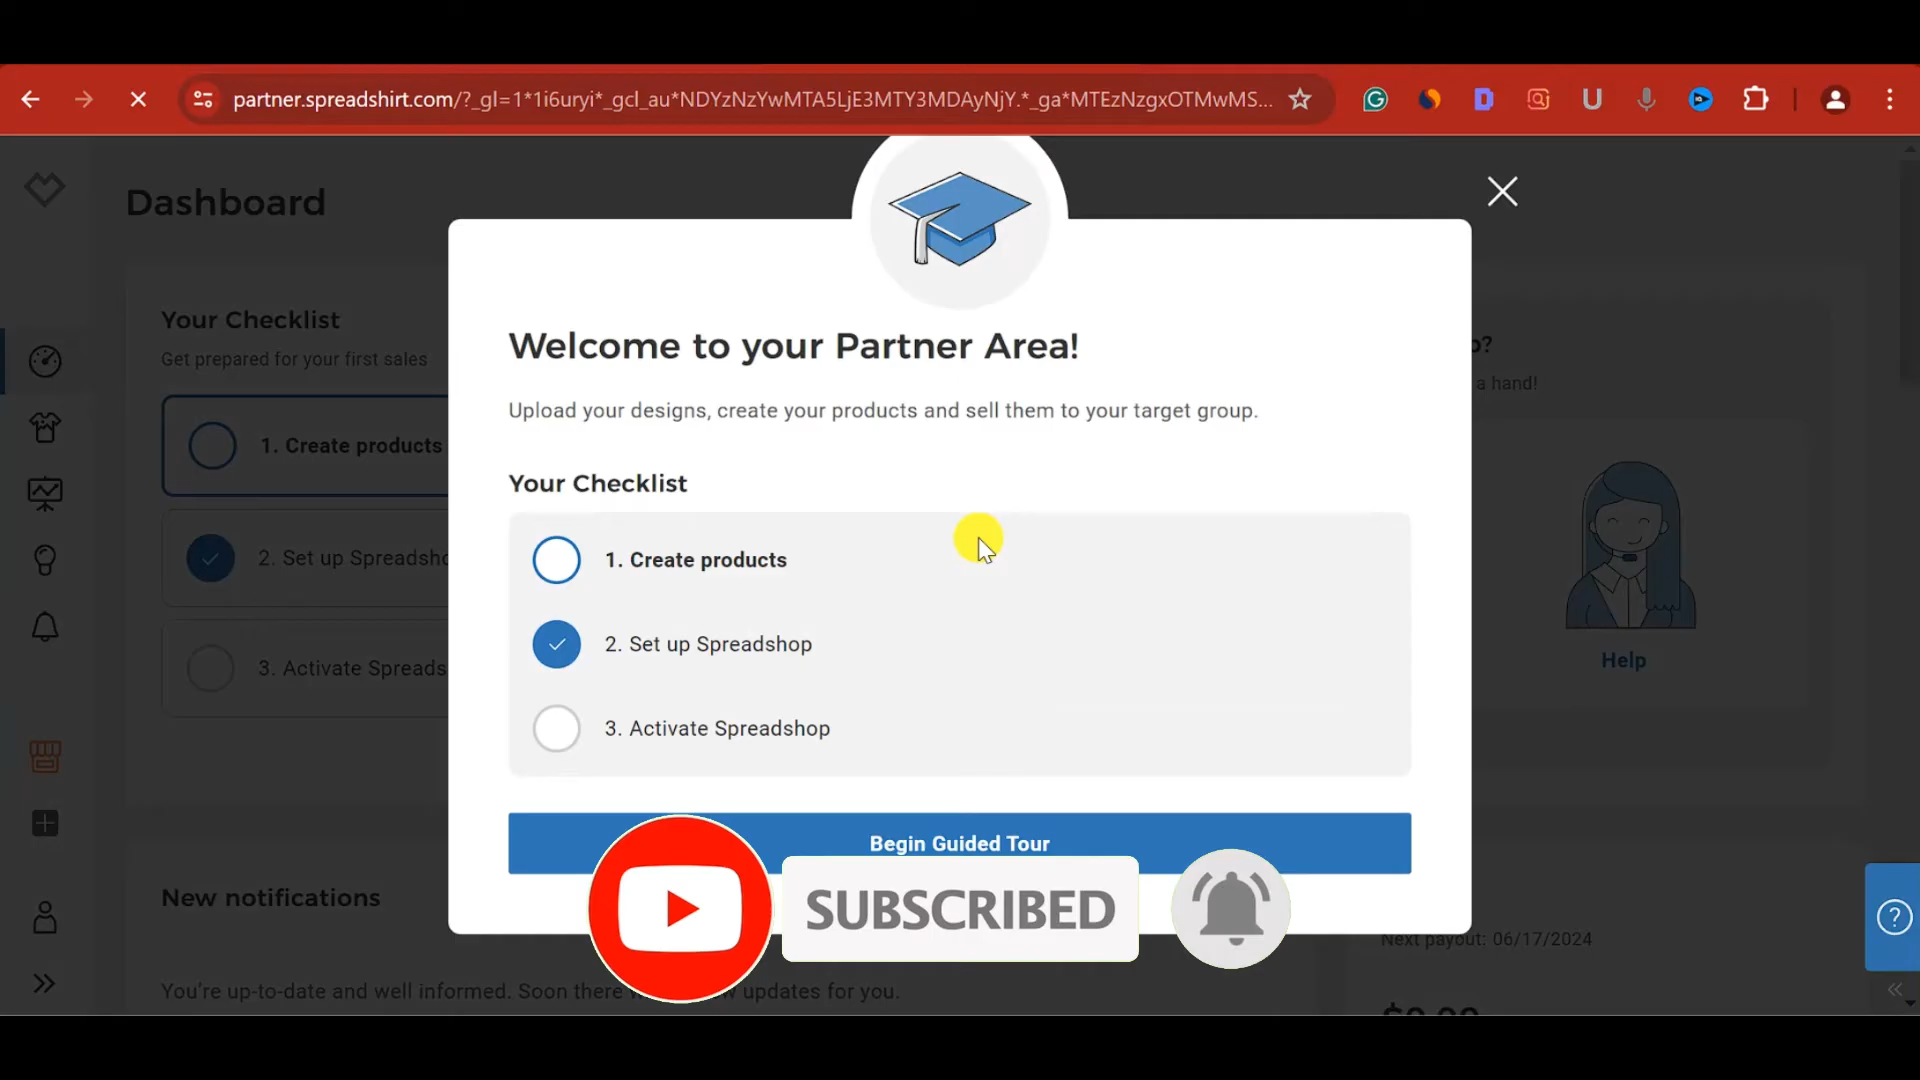 partner.spreadshirt.com/?_gl=1*1i6uryi*_gcl_au*NDYzNzYwMTA5LjE3MTY3MDAyNjY.*_ga*MTEzNzgxOTMwMS...
Dashboard
Your Checklist
Get prepared for your first sales
1. Create products
2. Set up Spreadsho
3. Activate Spreads
New notifications
You're up-to-date and well informed. Soon there updates for you.
Welcome to your Partner Area!
Upload your designs, create your products and sell them to your target group.
Your Checklist
1. Create products
2. Set up Spreadshop
3. Activate Spreadshop
Begin Guided Tour
SUBSCRIBED
?
a hand!
Help
Next payout: 06/17/2024